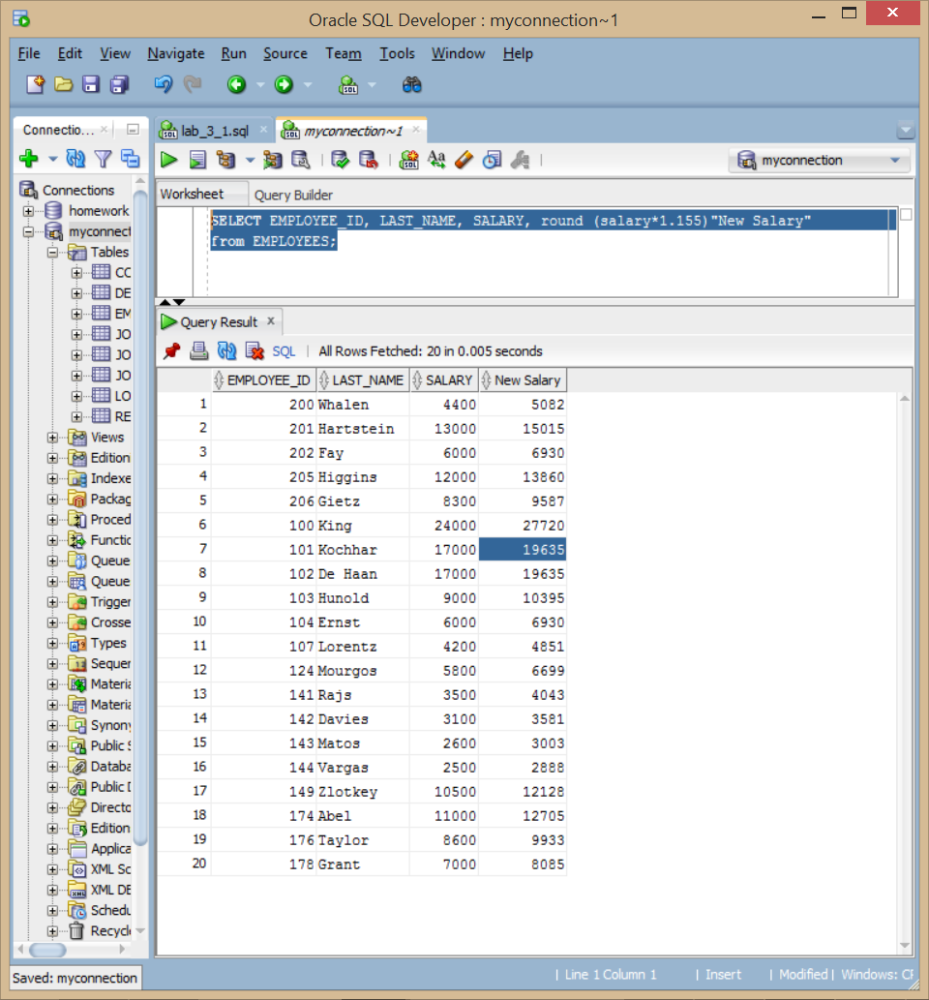 Oracle SQL Developer : myconnection~1
File Edit View Navigate Run Source Team Tools Window Help
Connectio... lab_3_1.sql myconnection~1
myconnection
Connections
homework
myconnect
Tables
CO
DE
EM
JO
JO
JO
LO
RE
Views
Edition
Indexe
Packag
Proced
Functio
Queue
Queue
Trigger
Crosse
Types
Sequer
Materia
Materia
Synony
Public S
Databa
Public D
Directo
Edition
Applica
XML Sc
XML DE
Schedu
Recycl
Worksheet Query Builder
SELECT EMPLOYEE_ID, LAST_NAME, SALARY, round (salary*1.155)"New Salary"
from EMPLOYEES;
Query Result
SQL | All Rows Fetched: 20 in 0.005 seconds
EMPLOYEE_ID LAST_NAME SALARY New Salary
1 200 Whalen 4400 5082
2 201 Hartstein 13000 15015
3 202 Fay 6000 6930
4 205 Higgins 12000 13860
5 206 Gietz 8300 9587
6 100 King 24000 27720
7 101 Kochhar 17000 19635
8 102 De Haan 17000 19635
9 103 Hunold 9000 10395
10 104 Ernst 6000 6930
11 107 Lorentz 4200 4851
12 124 Mourgos 5800 6699
13 141 Rajs 3500 4043
14 142 Davies 3100 3581
15 143 Matos 2600 3003
16 144 Vargas 2500 2888
17 149 Zlotkey 10500 12128
18 174 Abel 11000 12705
19 176 Taylor 8600 9933
20 178 Grant 7000 8085
Saved: myconnection
| Line 1 Column 1 | Insert | Modified | Windows: CF